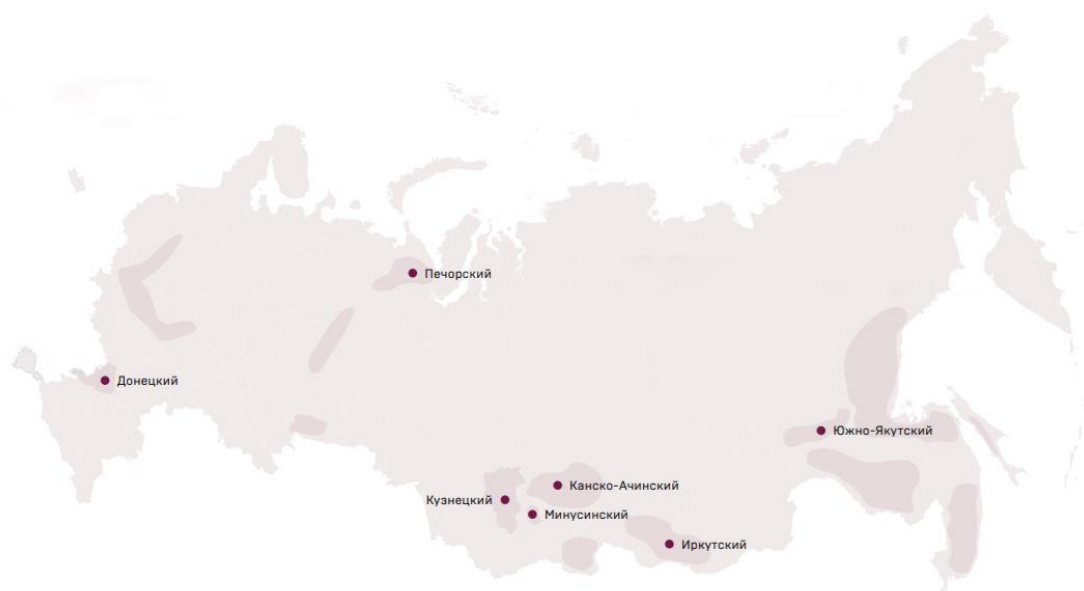 Печорский
Донецкий
Южно-Якутский
Канско-Ачинский
Кузнецкий
Минусинский
Иркутский